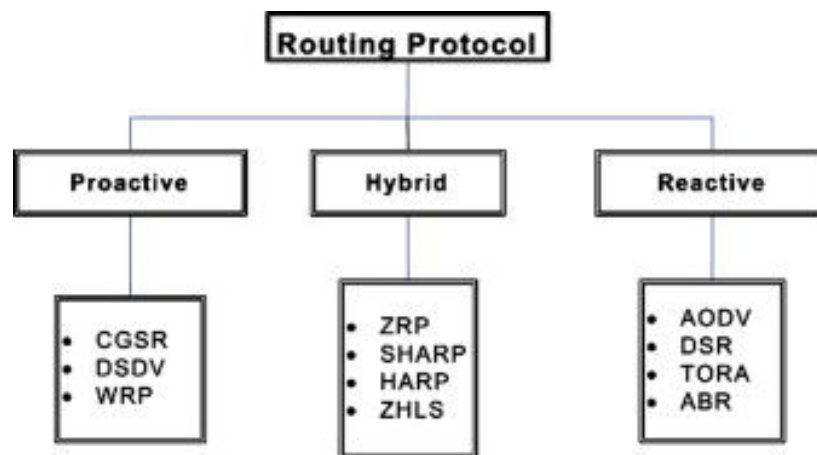 Routing Protocol
Proactive
Hybrid
Reactive
• CGSR
• DSDV
• WRP
• ZRP
• SHARP
• HARP
• ZHLS
• AODV
• DSR
• TORA
• ABR